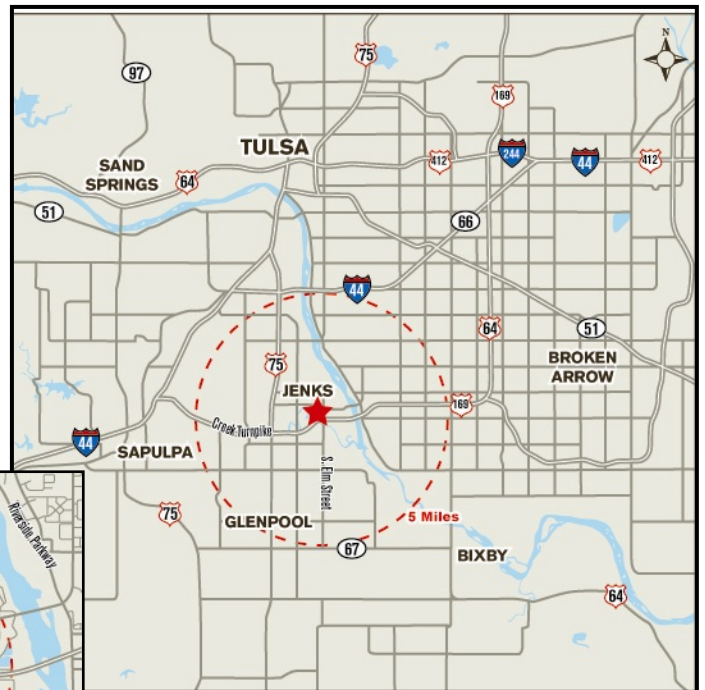 N
75
97
169
TULSA
244
412
44
412
SAND
SPRINGS
64
51
66
44
64
51
75
BROKEN
ARROW
JENKS
169
Creek Turnpike
44
SAPULPA
S. Elm Street
75
GLENPOOL
5 Miles
Riverside Parkway
67
BIXBY
64